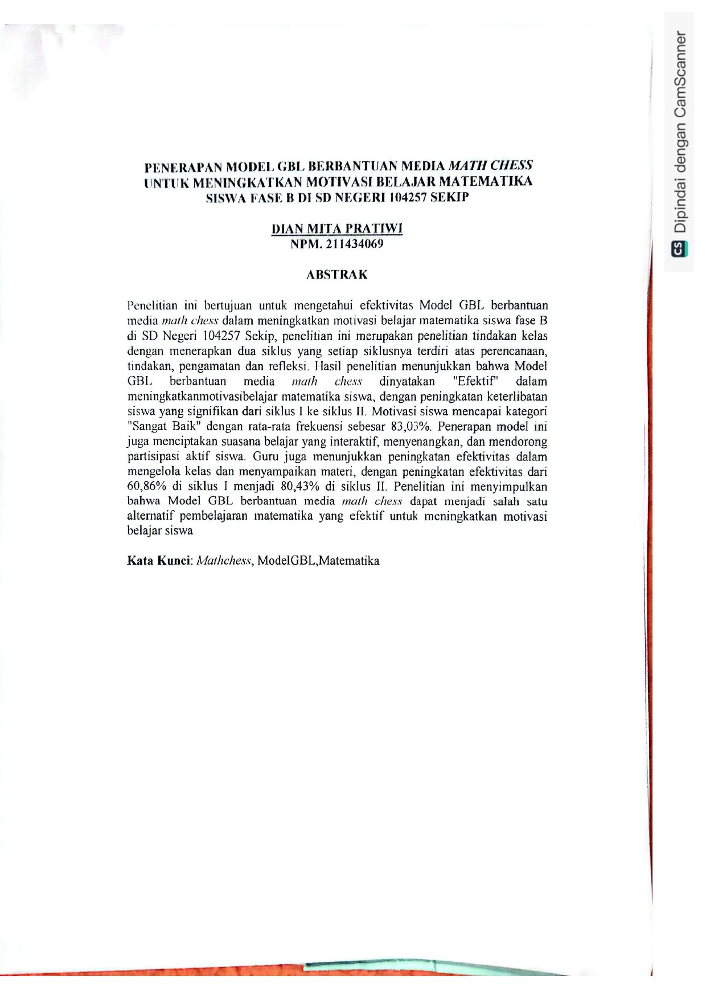 PENERAPAN MODEL GBL BERBANTUAN MEDIA MATH CHESS
UNTUK MENINGKATKAN MOTIVASI BELAJAR MATEMATIKA
SISWA FASE B DI SD NEGERI 104257 SEKIP
DIAN MITA PRATIWI
NPM. 211434069
ABSTRAK
Penelitian ini bertujuan untuk mengetahui efektivitas Model GBL berbantuan
media math chess dalam meningkatkan motivasi belajar matematika siswa fase B
di SD Negeri 104257 Sekip, penelitian ini merupakan penelitian tindakan kelas
dengan menerapkan dua siklus yang setiap siklusnya terdiri atas perencanaan,
tindakan, pengamatan dan refleksi. Hasil penelitian menunjukkan bahwa Model
GBL berbantuan media math chess dinyatakan "Efektif" dalam
meningkatkanmotivasibelajar matematika siswa, dengan peningkatan keterlibatan
siswa yang signifikan dari siklus I ke siklus II. Motivasi siswa mencapai kategori
"Sangat Baik" dengan rata-rata frekuensi sebesar 83,03%. Penerapan model ini
juga menciptakan suasana belajar yang interaktif, menyenangkan, dan mendorong
partisipasi aktif siswa. Guru juga menunjukkan peningkatan efektivitas dalam
mengelola kelas dan menyampaikan materi, dengan peningkatan efektivitas dari
60,86% di siklus I menjadi 80,43% di siklus II. Penelitian ini menyimpulkan
bahwa Model GBL berbantuan media math chess dapat menjadi salah satu
alternatif pembelajaran matematika yang efektif untuk meningkatkan motivasi
belajar siswa
Kata Kunci: Mathchess, ModelGBL,Matematika
CS Dipindai dengan CamScanner